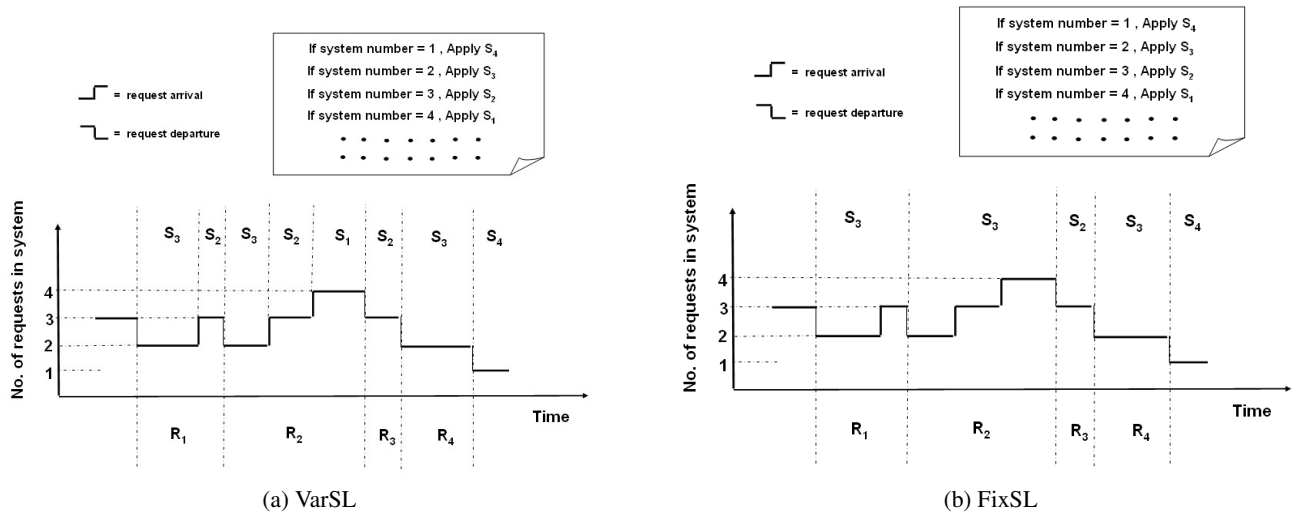 If system number = 1 , Apply S4
If system number = 2 , Apply S3
If system number = 3 , Apply S2
If system number = 4 , Apply S1
= request arrival
= request departure
No. of requests in system
S3 S2 S3 S2 S1 S2 S3 S4
4
3
2
1
Time
R1 R2 R3 R4
(a) VarSL
If system number = 1 , Apply S4
If system number = 2 , Apply S3
If system number = 3 , Apply S2
If system number = 4 , Apply S1
= request arrival
= request departure
No. of requests in system
S3 S3 S2 S3 S4
4
3
2
1
Time
R1 R2 R3 R4
(b) FixSL